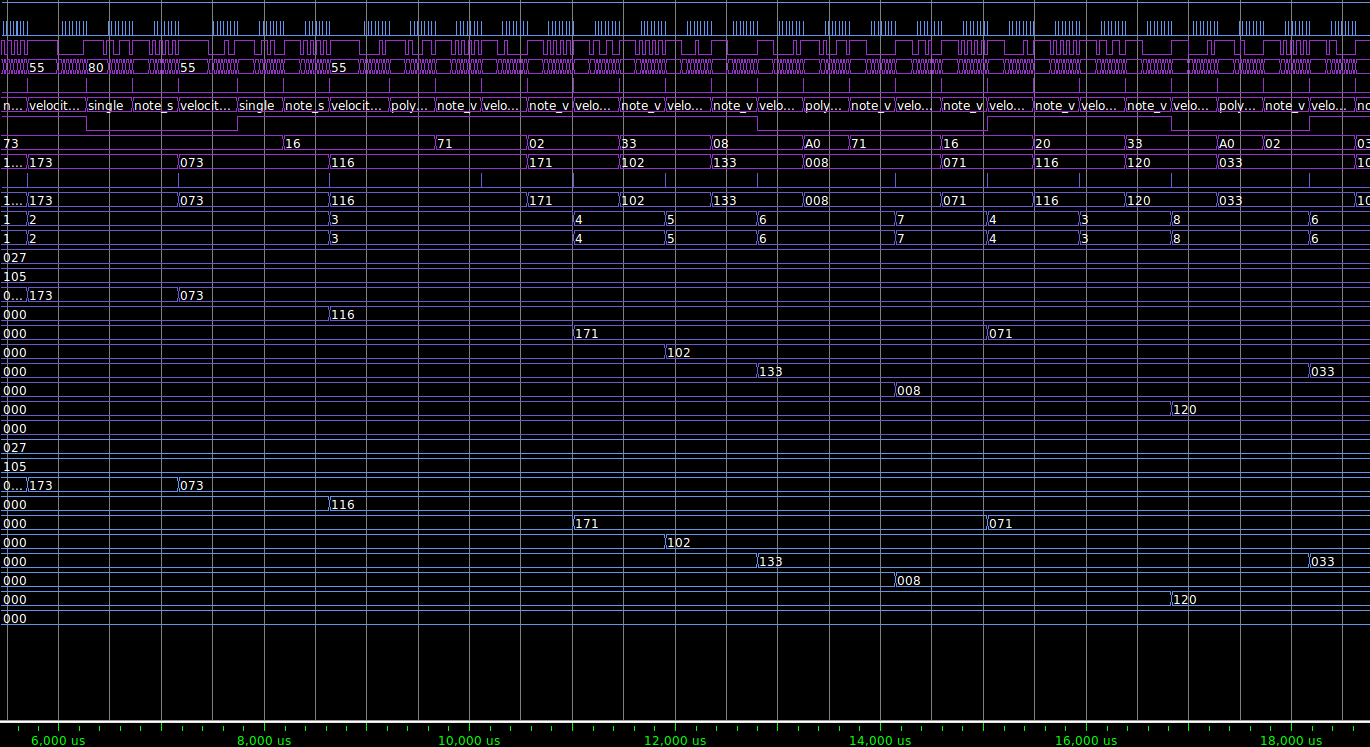 55 80 55 55
n... velocit... single note_s velocit... single note_s velocit... poly... note_v velo... note_v velo... note_v velo... note_v velo... poly... note_v velo... note_v velo... note_v velo... note_v velo... poly... note_v velo... no
73 16 71 02 33 08 A0 71 16 20 33 A0 02 03
1... 173 073 116 171 102 133 008 071 116 120 033 10
1... 173 073 116 171 102 133 008 071 116 120 033 10
1 2 3 4 5 6 7 4 3 8 6
1 2 3 4 5 6 7 4 3 8 6
027
105
0... 173 073
000 116
000 171 071
000 102
000 133 033
000 008
000 120
000
027
105
0... 173 073
000 116
000 171 071
000 102
000 133 033
000 008
000 120
000
6,000 us 8,000 us 10,000 us 12,000 us 14,000 us 16,000 us 18,000 us